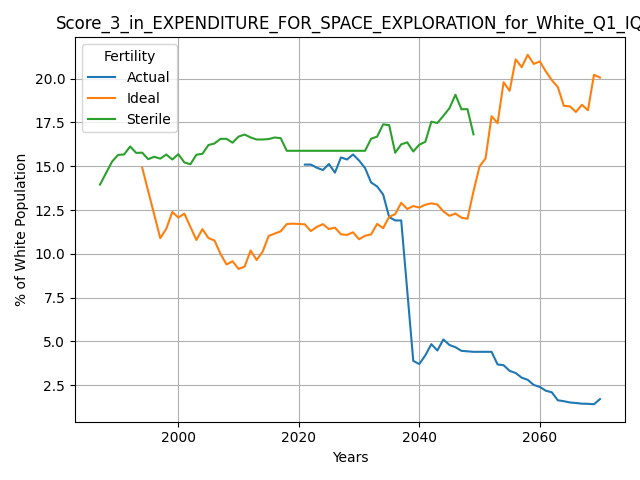 Score_3_in_EXPENDITURE_FOR_SPACE_EXPLORATION_for_White_Q1_IQ
Fertility
Actual
Ideal
Sterile
% of White Population
20.0
17.5
15.0
12.5
10.0
7.5
5.0
2.5
2000 2020 2040 2060
Years